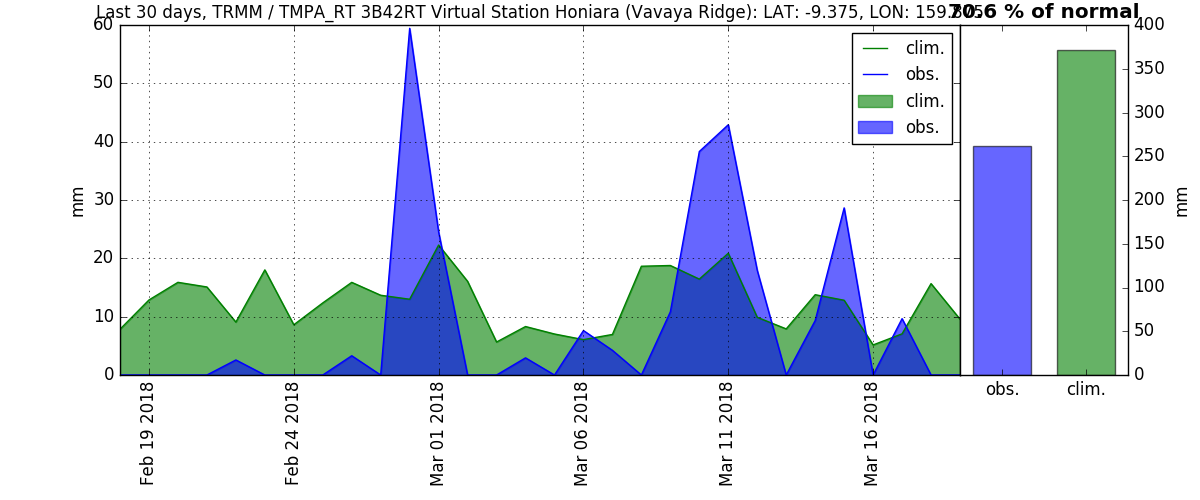 Last 30 days, TRMM / TMPA_RT 3B42RT Virtual Station Honiara (Vavaya Ridge): LAT: -9.375, LON:
70.6 % of normal
60
50
40
30
20
10
0
mm
clim.
obs.
clim.
obs.
Feb 19 2018
Feb 24 2018
Mar 01 2018
Mar 06 2018
Mar 11 2018
Mar 16 2018
400
350
300
250
200
150
100
50
0
mm
obs.
clim.